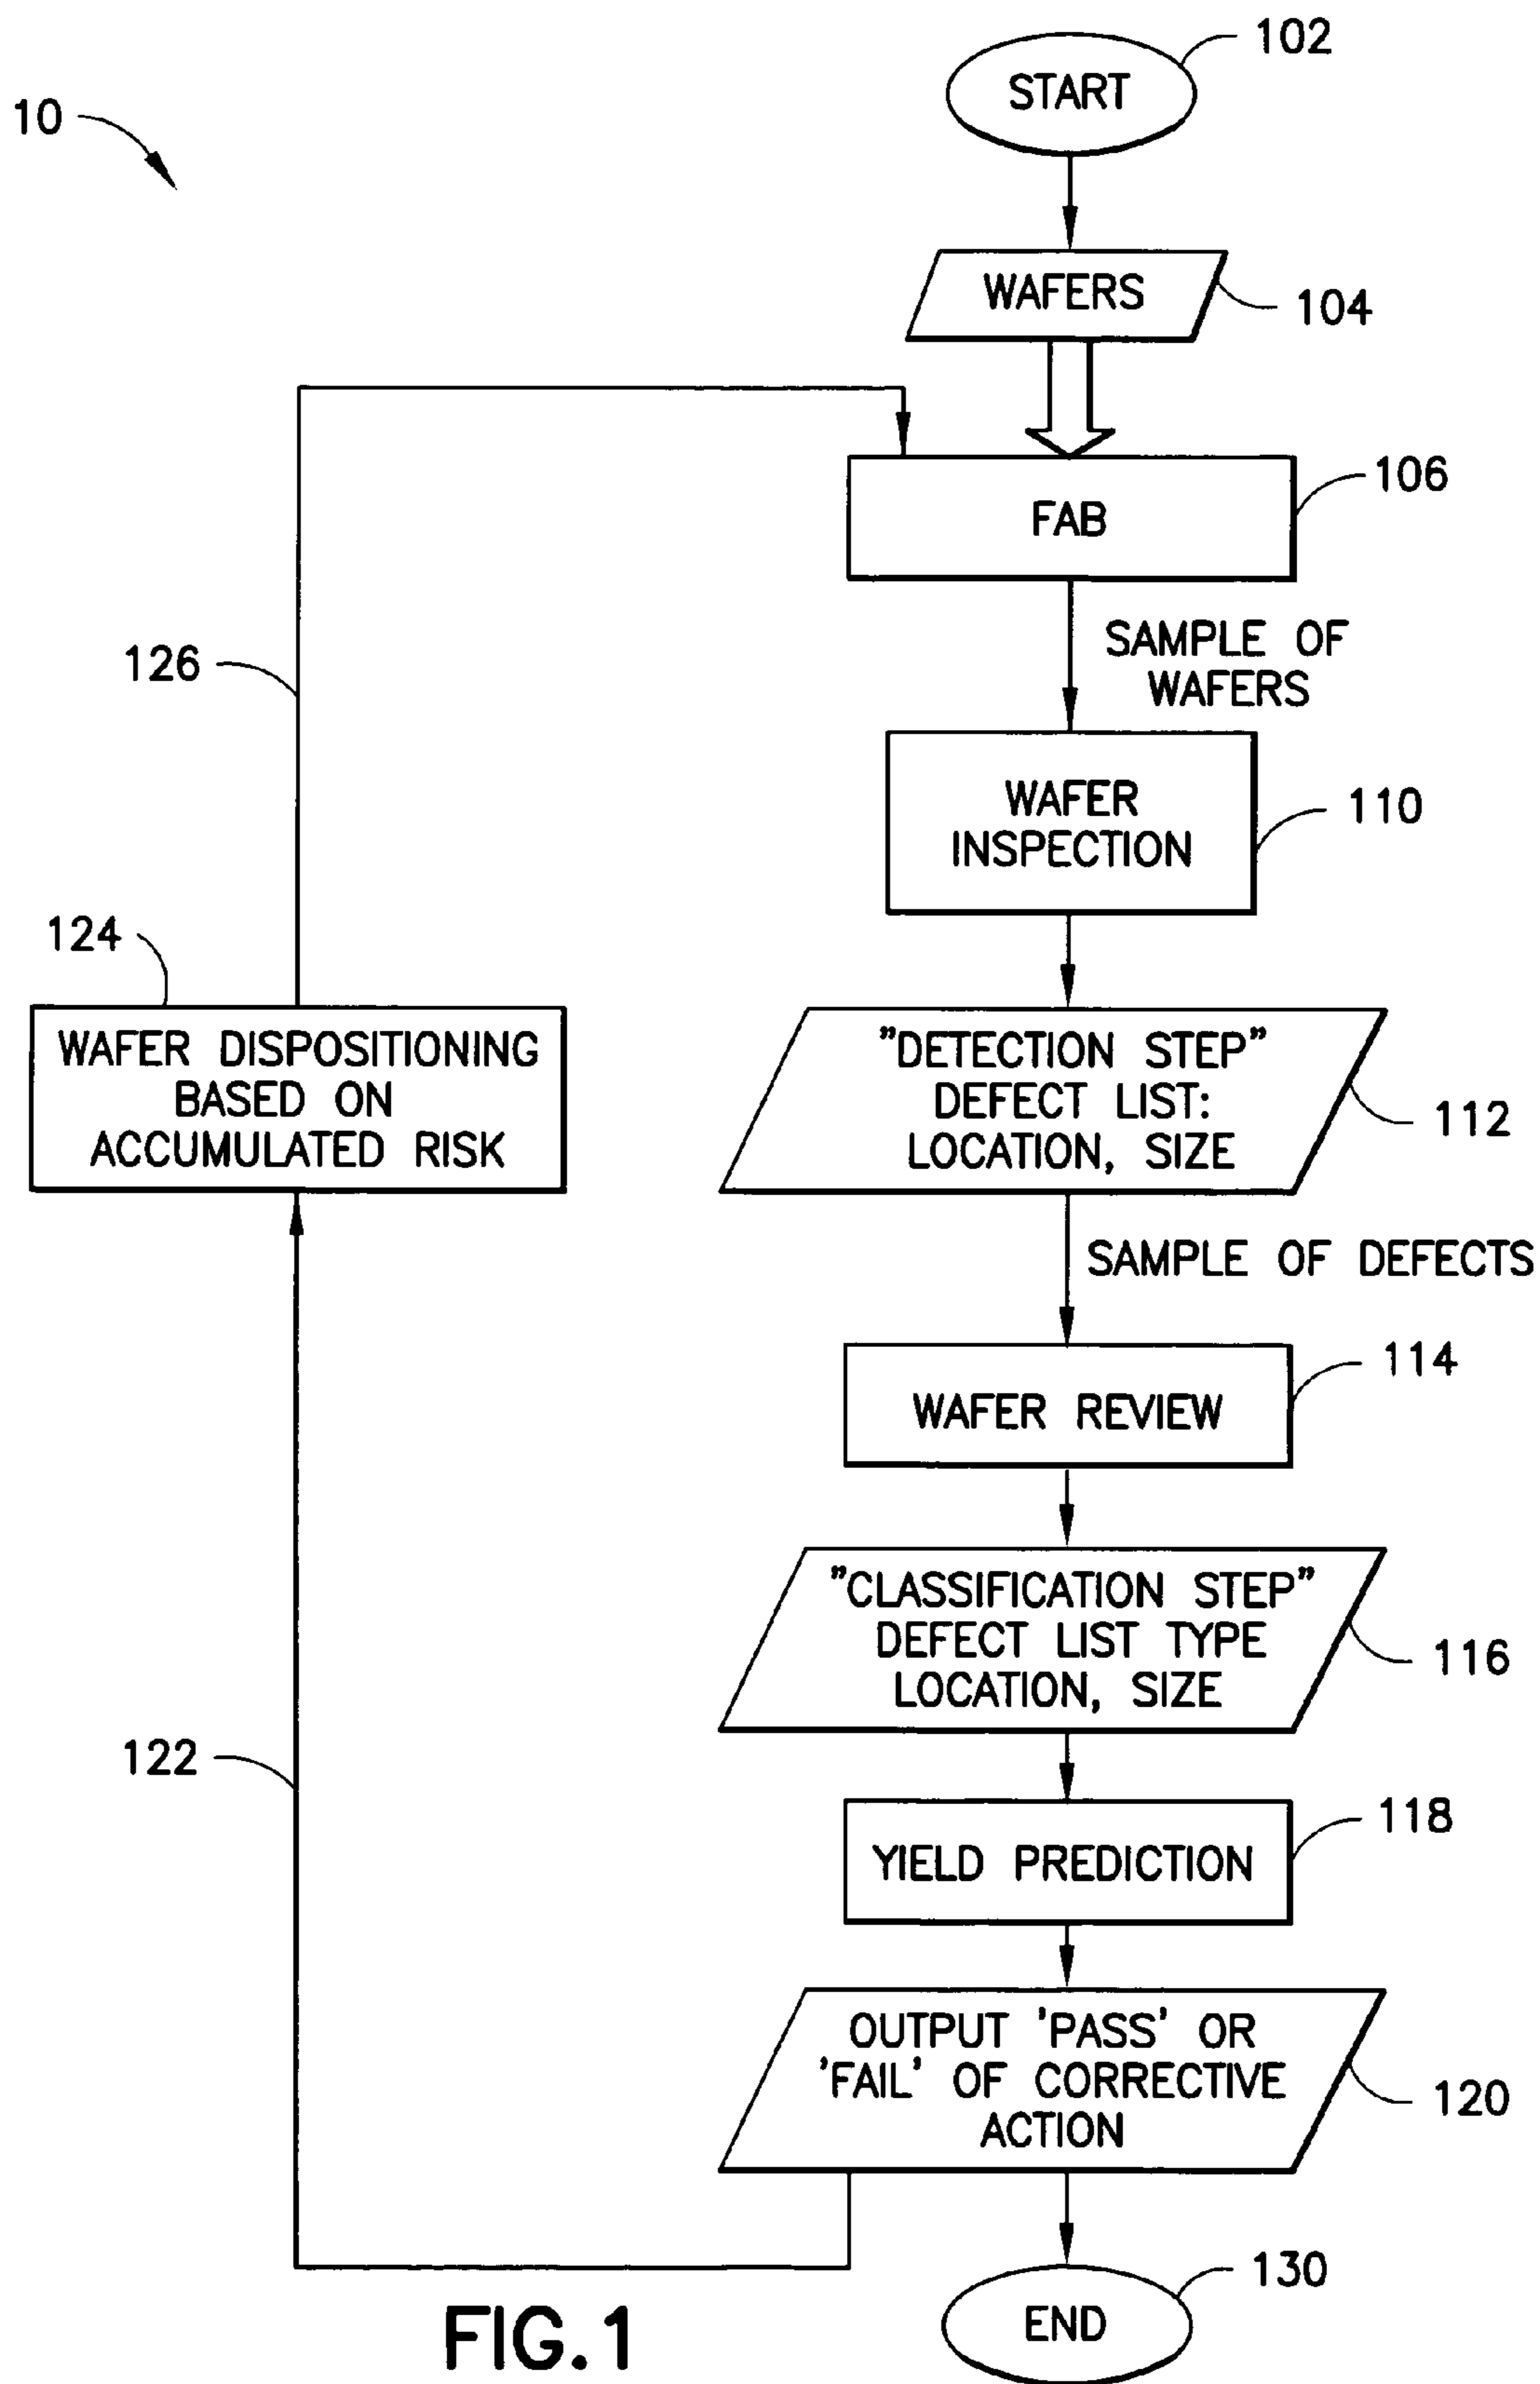 102
START
10
WAFERS
104
106
FAB
SAMPLE OF
WAFERS
126
WAFER
INSPECTION
110
124
WAFER DISPOSITIONING
BASED ON
ACCUMULATED RISK
"DETECTION STEP"
DEFECT LIST:
LOCATION, SIZE
112
SAMPLE OF DEFECTS
114
WAFER REVIEW
"CLASSIFICATION STEP"
DEFECT LIST TYPE
LOCATION, SIZE
116
122
118
YIELD PREDICTION
OUTPUT 'PASS' OR
'FAIL' OF CORRECTIVE
ACTION
120
130
END
FIG.1